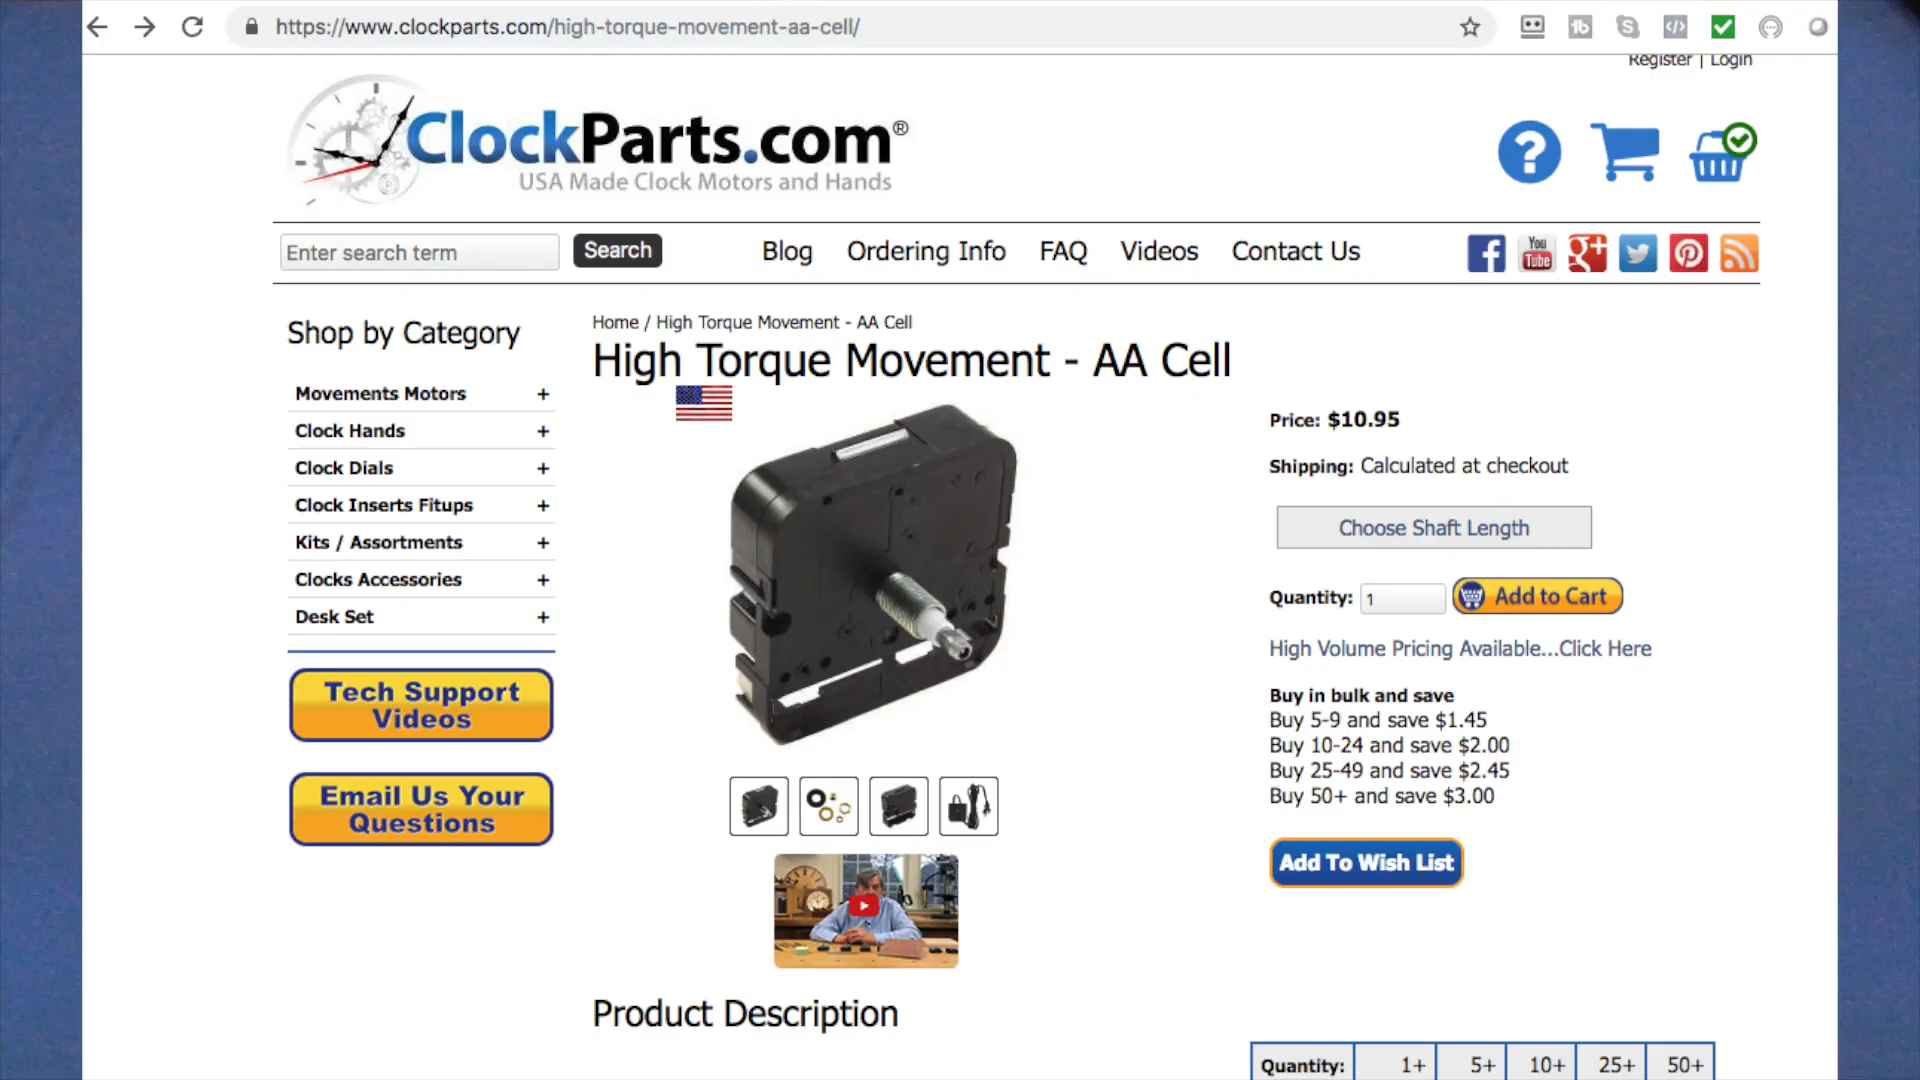 https://www.clockparts.com/high-torque-movement-aa-cell/
Register | Login
ClockParts.com®
USA Made Clock Motors and Hands
Enter search term
Search
Blog
Ordering Info
FAQ
Videos
Contact Us
You Tube
Shop by Category
Movements Motors +
Clock Hands +
Clock Dials +
Clock Inserts Fitups +
Kits / Assortments +
Clocks Accessories +
Desk Set +
Tech Support
Videos
Email Us Your
Questions
Home / High Torque Movement - AA Cell
High Torque Movement - AA Cell
Price: $10.95
Shipping: Calculated at checkout
Choose Shaft Length
Quantity: 1 Add to Cart
High Volume Pricing Available...Click Here
Buy in bulk and save
Buy 5-9 and save $1.45
Buy 10-24 and save $2.00
Buy 25-49 and save $2.45
Buy 50+ and save $3.00
Add To Wish List
Product Description
Quantity: 1+ 5+ 10+ 25+ 50+